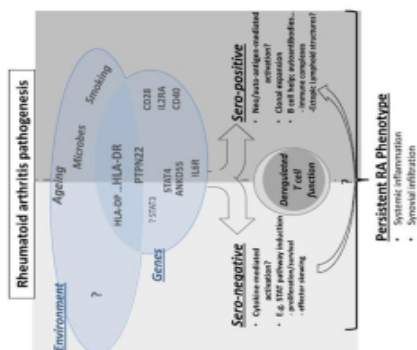 Rheumatoid arthritis pathogenesis
Environment
Ageing
Microbes
Smoking
?
HLA-DP ...HLA-DR
PTPN22
? STAT3
CD28
IL2RA
CD40
STAT4
ANKD55
IL6R
Genes
Sero-negative
Cytokine-mediated
activation?
E.g. STAT pathway induction
- proliferation/survival
- effector skewing
Deregulated
T cell
function
Sero-positive
Neo/auto-antigen-mediated
activation?
Clonal expansion
B cell help; autoantibodies...
- immune complexes
-Ectopic Lymphoid structures?
?
Persistent RA Phenotype
Systemic inflammation
Synovial infiltration